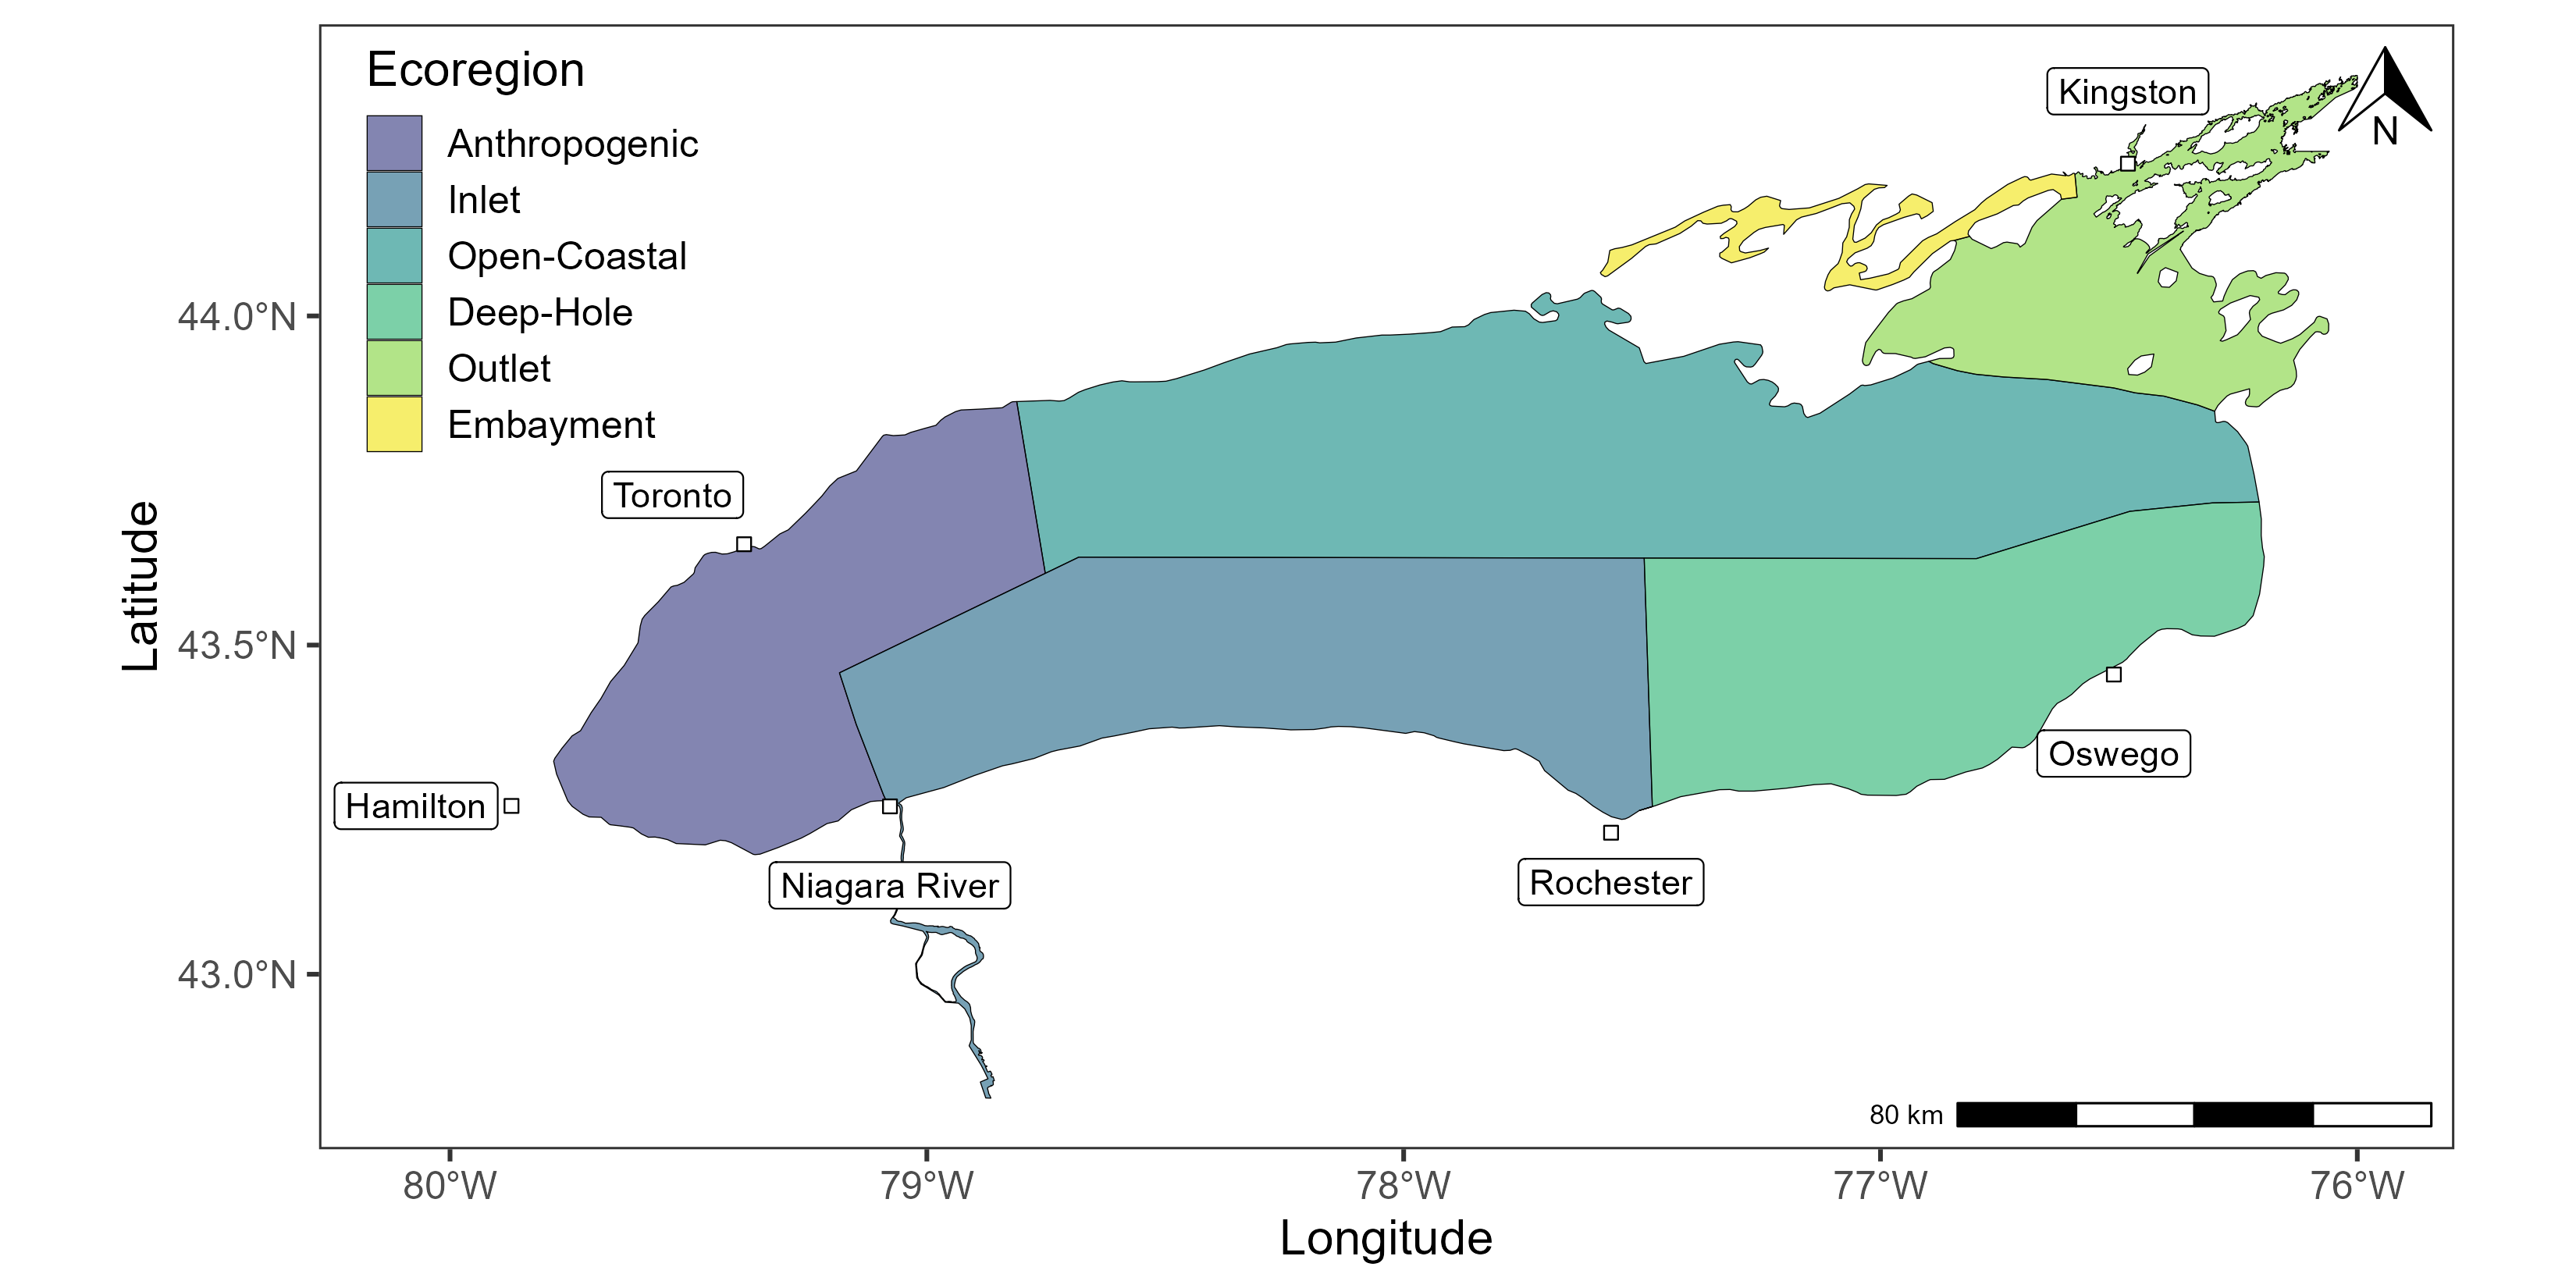 Ecoregion
Anthropogenic
Inlet
Open-Coastal
Deep-Hole
Outlet
Embayment
Kingston
N
Toronto
Hamilton
Niagara River
Rochester
Oswego
80 km
Latitude
44.0°N
43.5°N
43.0°N
80°W
79°W
78°W
77°W
76°W
Longitude